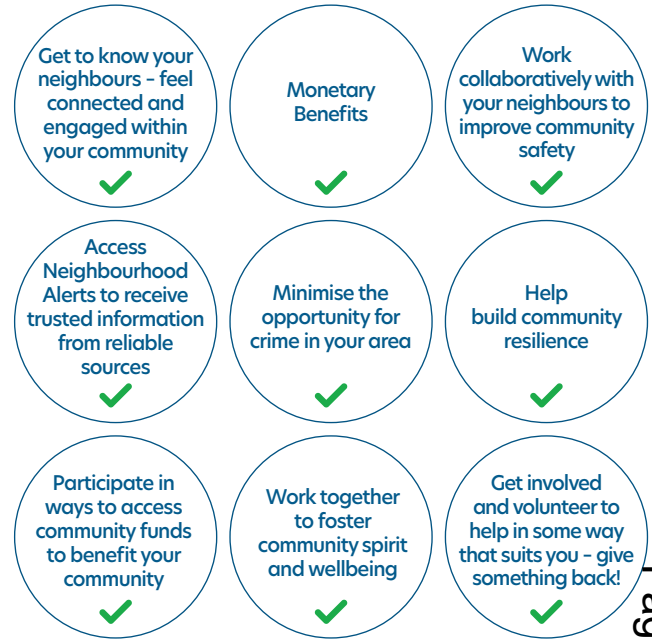 Get to know your
neighbours – feel
connected and
engaged within
your community
Monetary
Benefits
Work
collaboratively with
your neighbours to
improve community
safety
Access
Neighbourhood
Alerts to receive
trusted information
from reliable
sources
Minimise the
opportunity for
crime in your area
Help
build community
resilience
Participate in
ways to access
community funds
to benefit your
community
Work together
to foster
community spirit
and wellbeing
Get involved
and volunteer to
help in some way
that suits you – give
something back!